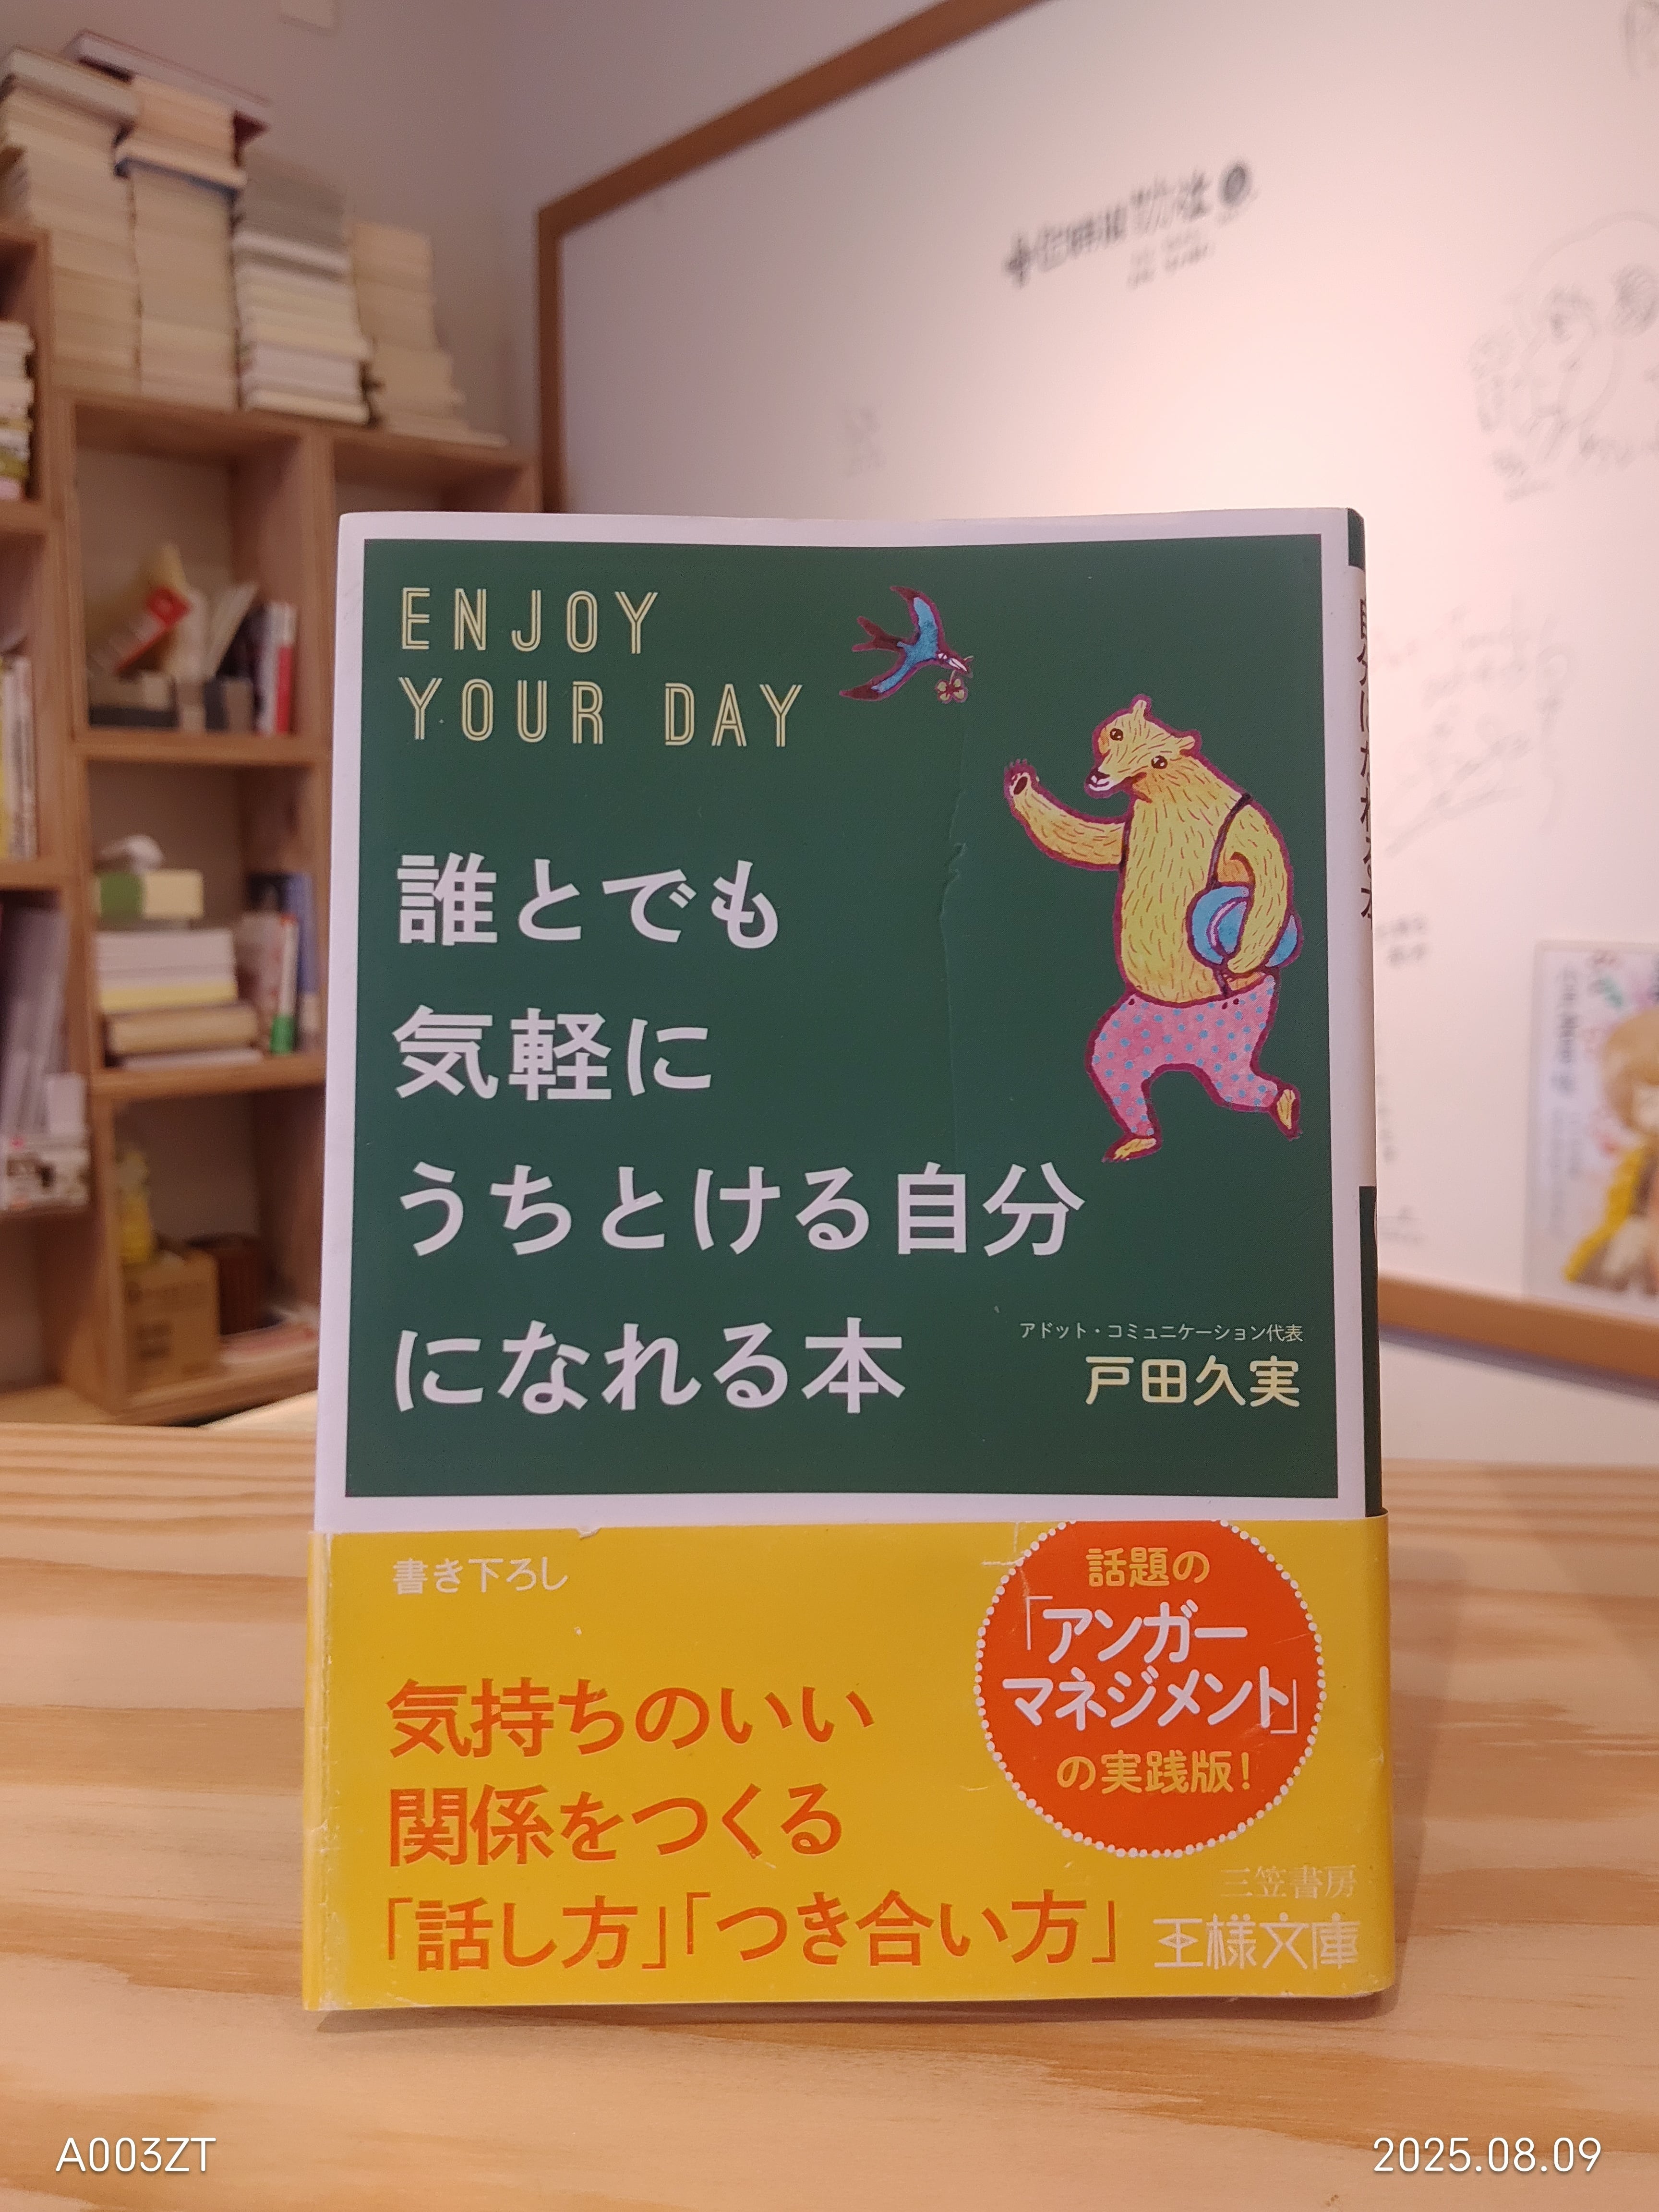 ENJOY
YOUR DAY
誰とでも
気軽に
うちとける自分
になれる本
アドット・コミュニケーション代表
戸田久実
書き下ろし
話題の
「アンガー
マネジメント」
の実践版!
気持ちのいい
関係をつくる
「話し方」「つき合い方」
三笠書房
王様文庫
A003ZT
2025.08.09